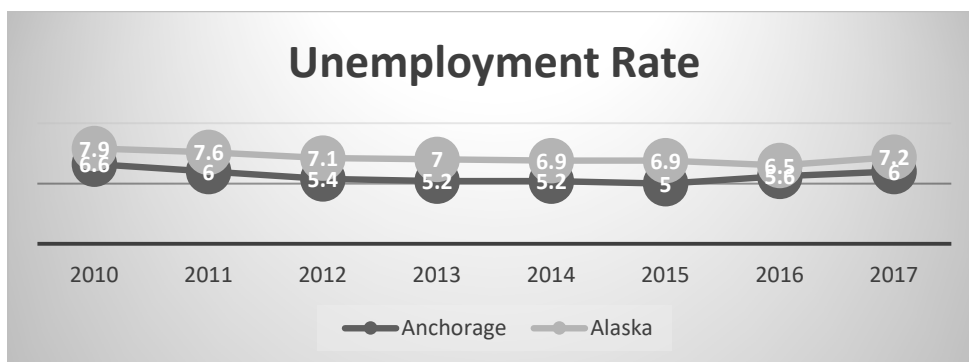 Unemployment Rate
7.9 7.6 7.1 7 6.9 6.9 6.5 7.2
6.6 6 5.4 5.2 5.2 5 5.6 6
2010 2011 2012 2013 2014 2015 2016 2017
Anchorage Alaska